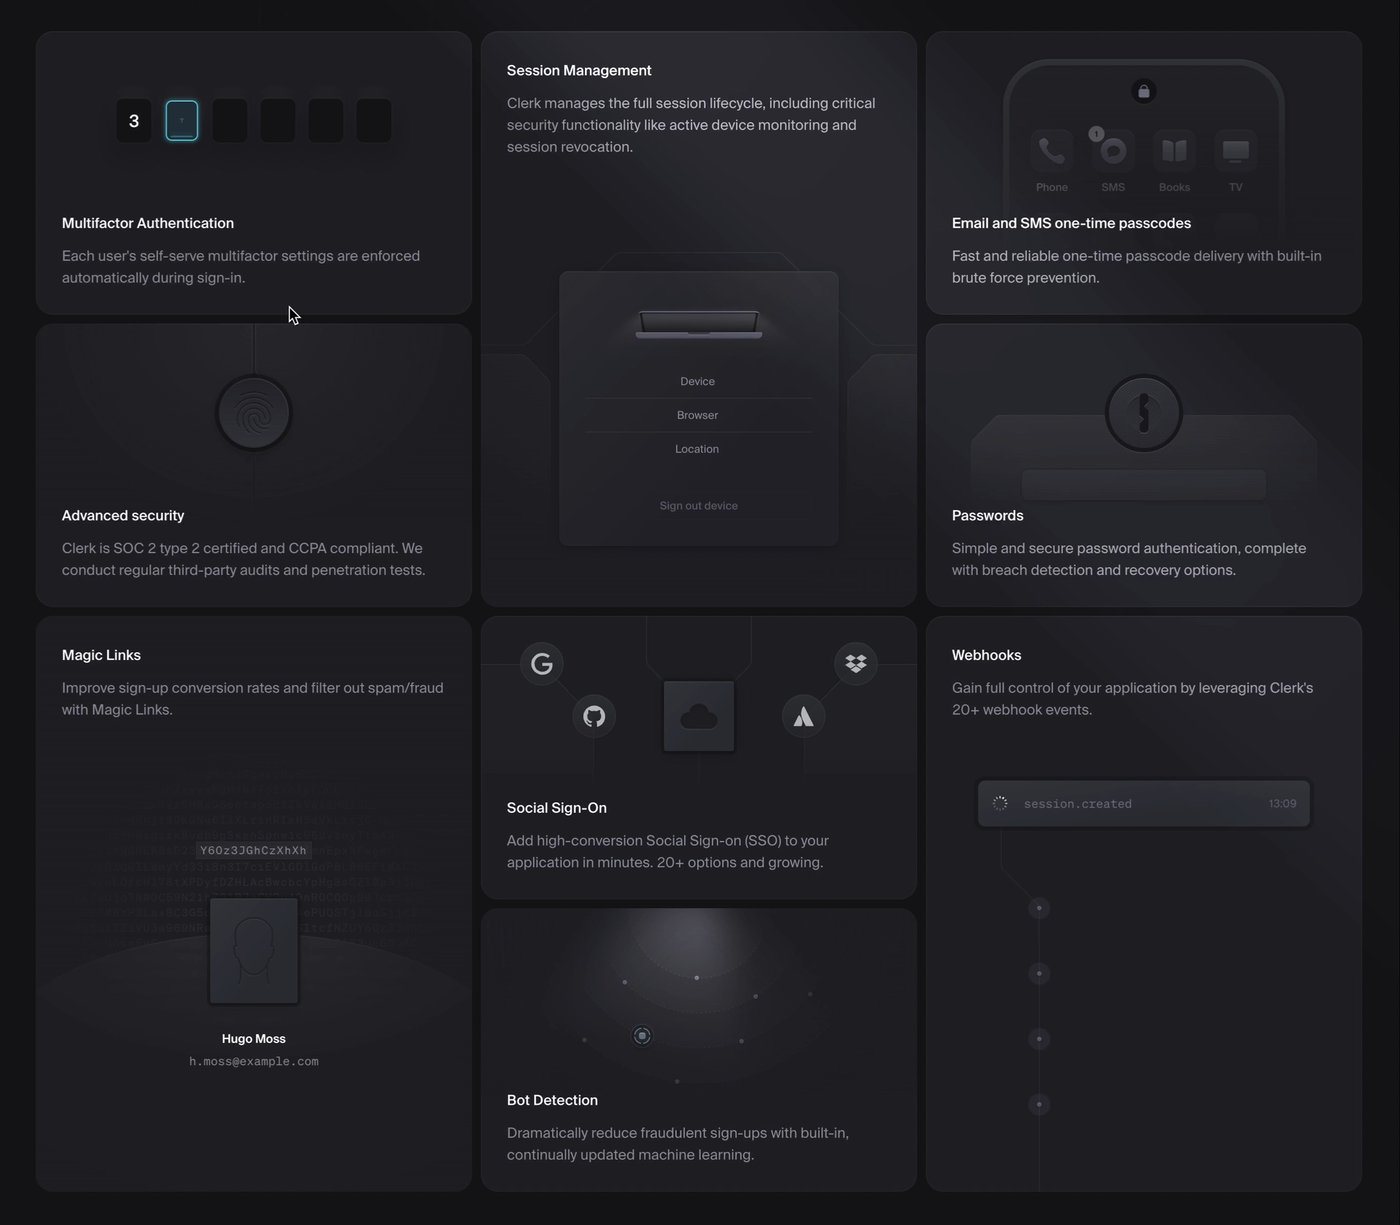 3
Multifactor Authentication
Each user's self-serve multifactor settings are enforced
automatically during sign-in.
Session Management
Clerk manages the full session lifecycle, including critical
security functionality like active device monitoring and
session revocation.
Device
Browser
Location
Sign out device
1
Phone
SMS
Books
TV
Email and SMS one-time passcodes
Fast and reliable one-time passcode delivery with built-in
brute force prevention.
Advanced security
Clerk is SOC 2 type 2 certified and CCPA compliant. We
conduct regular third-party audits and penetration tests.
Passwords
Simple and secure password authentication, complete
with breach detection and recovery options.
Magic Links
Improve sign-up conversion rates and filter out spam/fraud
with Magic Links.
Y6Oz3JGhCzXhXh
Hugo Moss
h.moss@example.com
G
Social Sign-On
Add high-conversion Social Sign-on (SSO) to your
application in minutes. 20+ options and growing.
Bot Detection
Dramatically reduce fraudulent sign-ups with built-in,
continually updated machine learning.
Webhooks
Gain full control of your application by leveraging Clerk's
20+ webhook events.
session.created
13:09